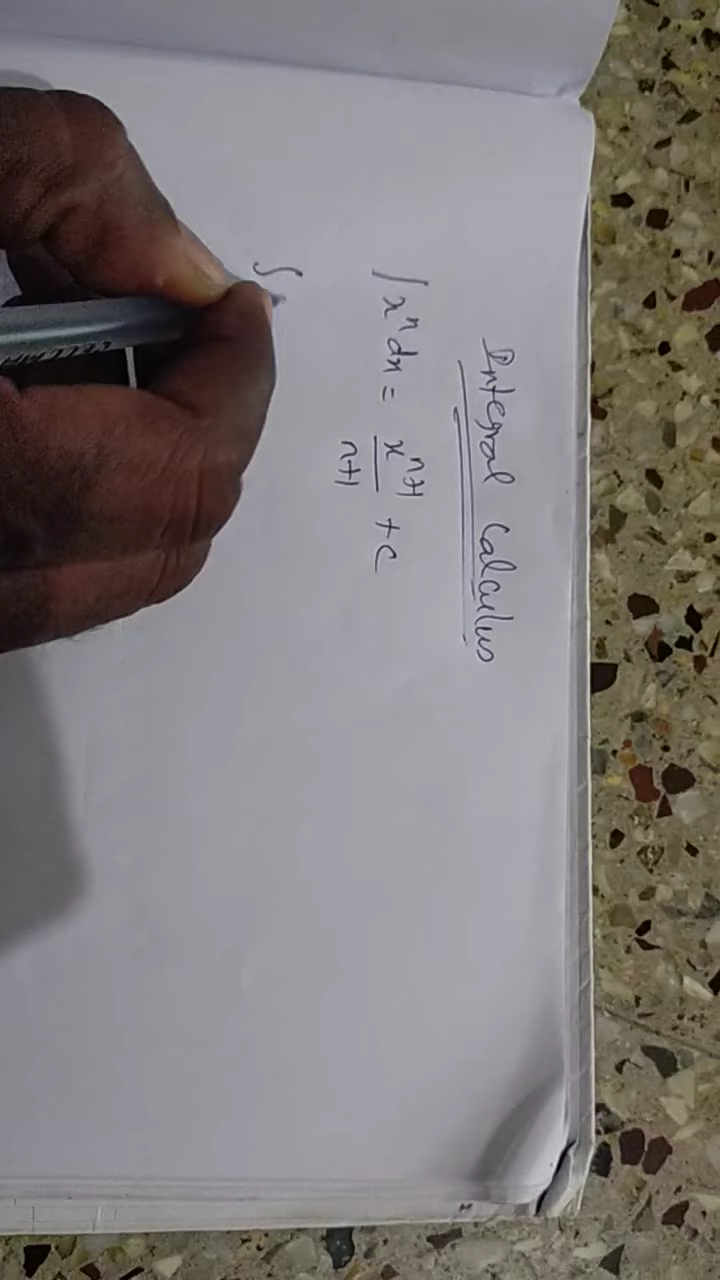 Integral Calculus
∫ xⁿ dx = xⁿ⁺¹/n+1 + c
∫